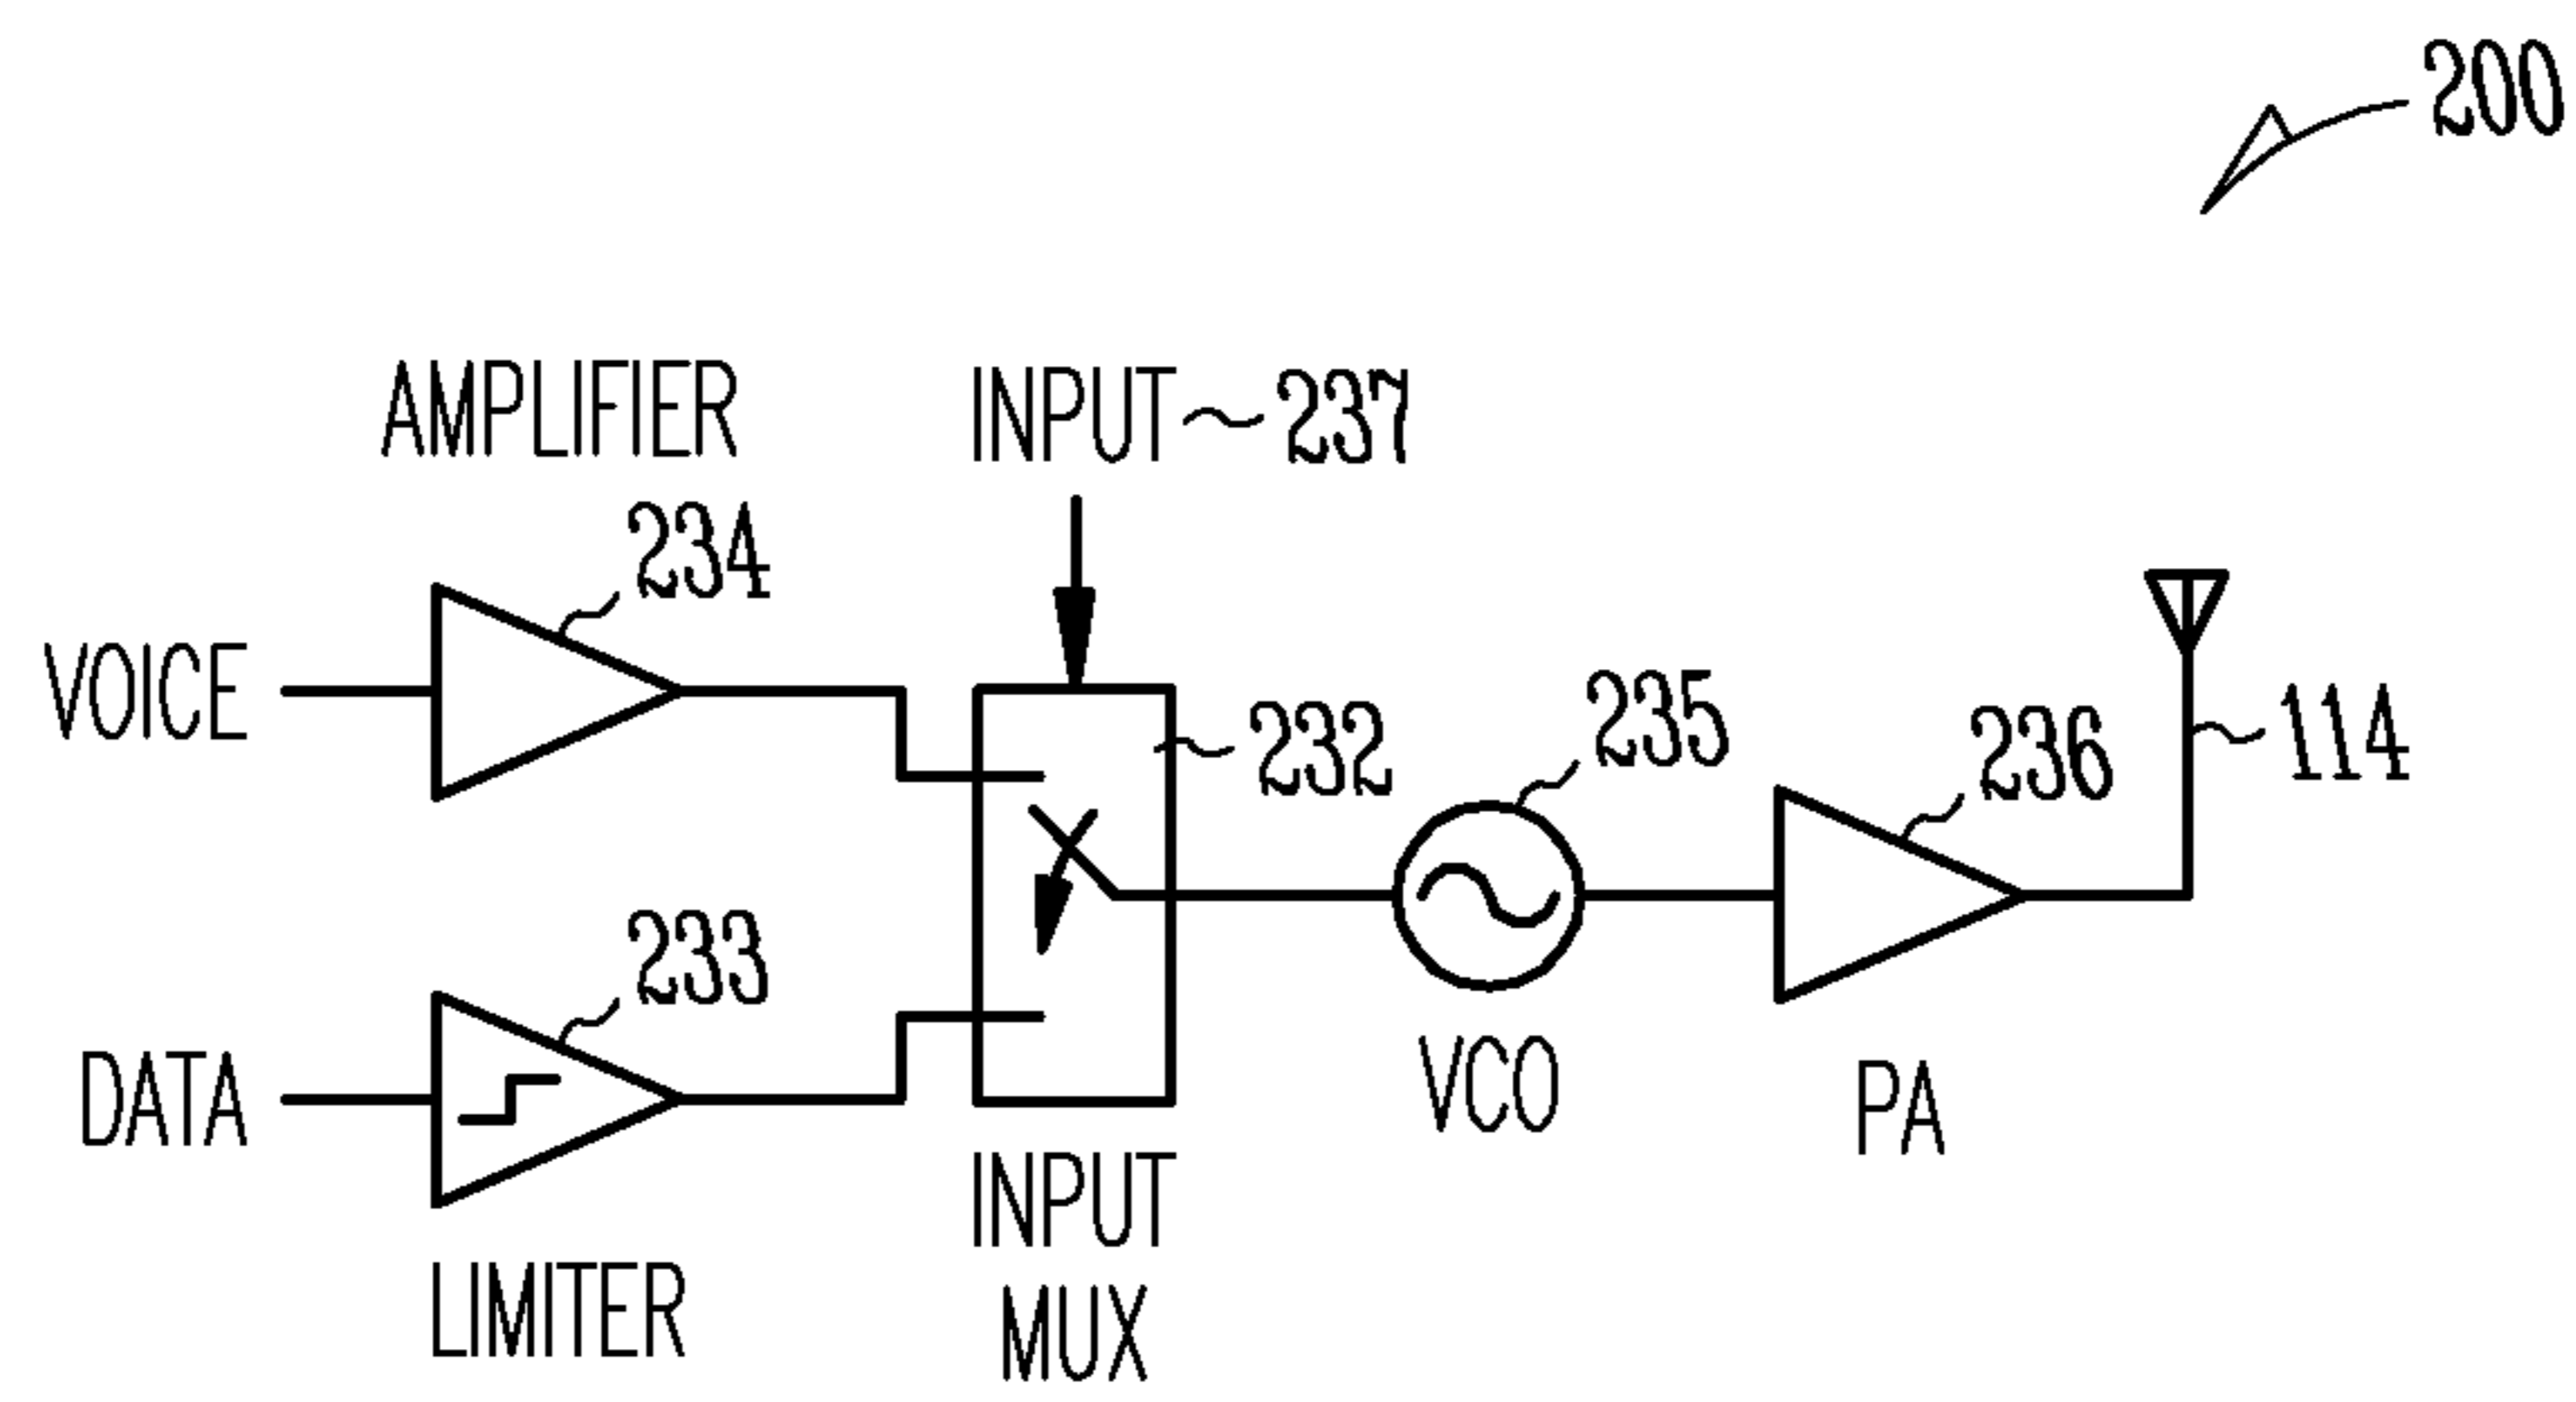 200
AMPLIFIER
INPUT 237
234
VOICE
232
235
236
114
233
DATA
VCO
PA
LIMITER
INPUT
MUX